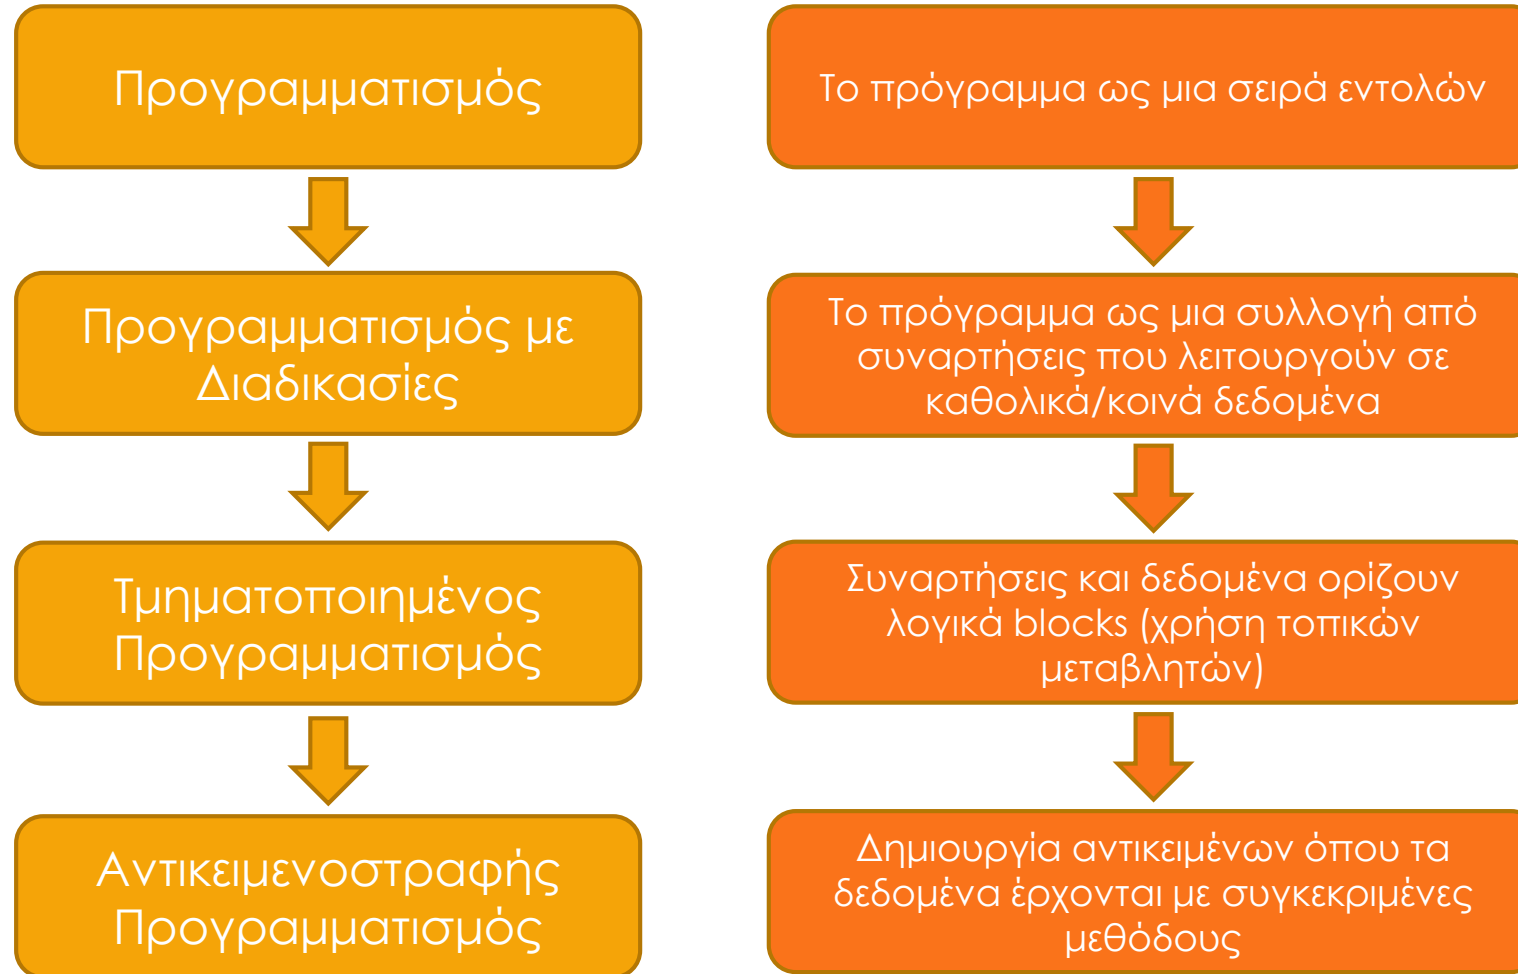 Προγραμματισμός
Το πρόγραμμα ως μια σειρά εντολών
Προγραμματισμός με
Διαδικασίες
Το πρόγραμμα ως μια συλλογή από
συναρτήσεις που λειτουργούν σε
καθολικά/κοινά δεδομένα
Τμηματοποιημένος
Προγραμματισμός
Συναρτήσεις και δεδομένα ορίζουν
λογικά blocks (χρήση τοπικών
μεταβλητών)
Αντικειμενοστραφής
Προγραμματισμός
Δημιουργία αντικειμένων όπου τα
δεδομένα έρχονται με συγκεκριμένες
μεθόδους